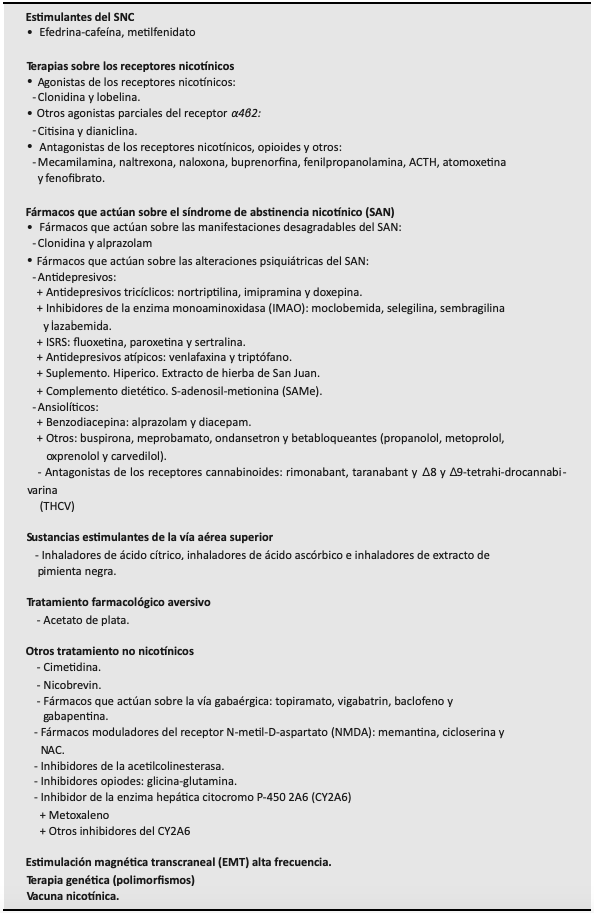 Estimulantes del SNC
• Efedrina-cafeína, metilfenidato
Terapias sobre los receptores nicotínicos
• Agonistas de los receptores nicotínicos:
- Clonidina y lobelina.
• Otros agonistas parciales del receptor α4ß2:
- Citisina y dianiclina.
• Antagonistas de los receptores nicotínicos, opioides y otros:
- Mecamilamina, naltrexona, naloxona, buprenorfina, fenilpropanolamina, ACTH, atomoxetina
y fenofibrato.
Fármacos que actúan sobre el síndrome de abstinencia nicotínico (SAN)
• Fármacos que actúan sobre las manifestaciones desagradables del SAN:
- Clonidina y alprazolam
• Fármacos que actúan sobre las alteraciones psiquiátricas del SAN:
- Antidepresivos:
+ Antidepresivos tricíclicos: nortriptilina, imipramina y doxepina.
+ Inhibidores de la enzima monoaminoxidasa (IMAO): moclobemida, selegilina, sembragilina
y lazabemida.
+ ISRS: fluoxetina, paroxetina y sertralina.
+ Antidepresivos atípicos: venlafaxina y triptófano.
+ Suplemento. Hiperico. Extracto de hierba de San Juan.
+ Complemento dietético. S-adenosil-metionina (SAMe).
- Ansiolíticos:
+ Benzodiacepina: alprazolam y diacepam.
+ Otros: buspirona, meprobamato, ondansetron y betabloqueantes (propanolol, metoprolol,
oxprenolol y carvedilol).
- Antagonistas de los receptores cannabinoides: rimonabant, taranabant y Δ8 y Δ9-tetrahi-drocannabi-
varina
(THCV)
Sustancias estimulantes de la vía aérea superior
- Inhaladores de ácido cítrico, inhaladores de ácido ascórbico e inhaladores de extracto de
pimienta negra.
Tratamiento farmacológico aversivo
- Acetato de plata.
Otros tratamiento no nicotínicos
- Cimetidina.
- Nicobrevin.
- Fármacos que actúan sobre la vía gabaérgica: topiramato, vigabatrin, baclofeno y
gabapentina.
- Fármacos moduladores del receptor N-metil-D-aspartato (NMDA): memantina, cicloserina y
NAC.
- Inhibidores de la acetilcolinesterasa.
- Inhibidores opiodes: glicina-glutamina.
- Inhibidor de la enzima hepática citocromo P-450 2A6 (CY2A6)
+ Metoxaleno
+ Otros inhibidores del CY2A6
Estimulación magnética transcraneal (EMT) alta frecuencia.
Terapia genética (polimorfismos)
Vacuna nicotínica.